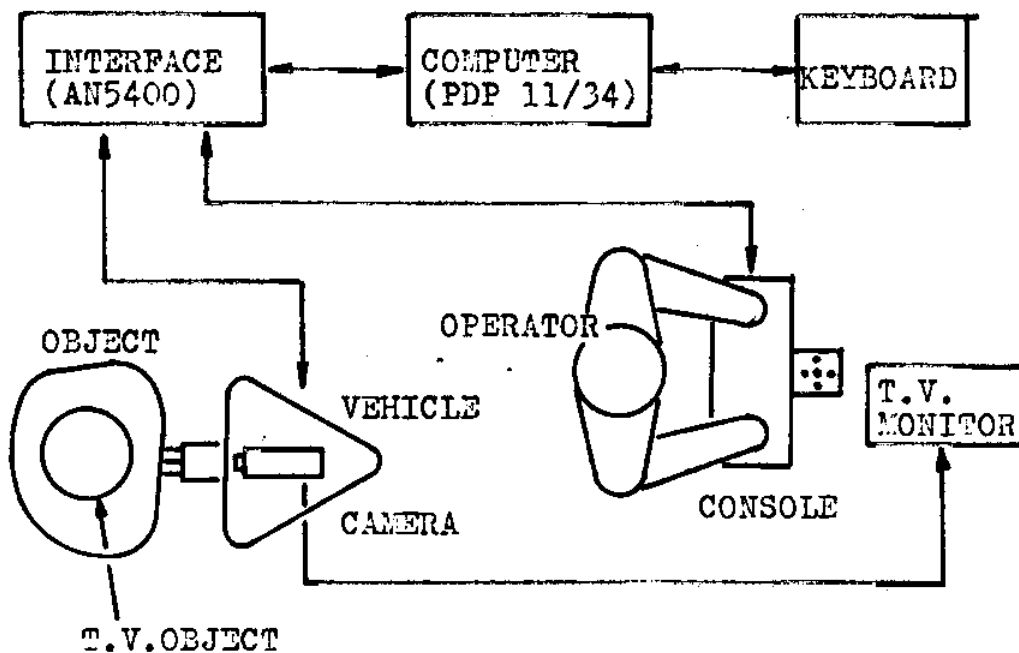 INTERFACE
(AN5400)
COMPUTER
(PDP 11/34)
KEYBOARD
OPERATOR
OBJECT
VEHICLE
T.V.
MONITOR
CONSOLE
CAMERA
T.V.OBJECT